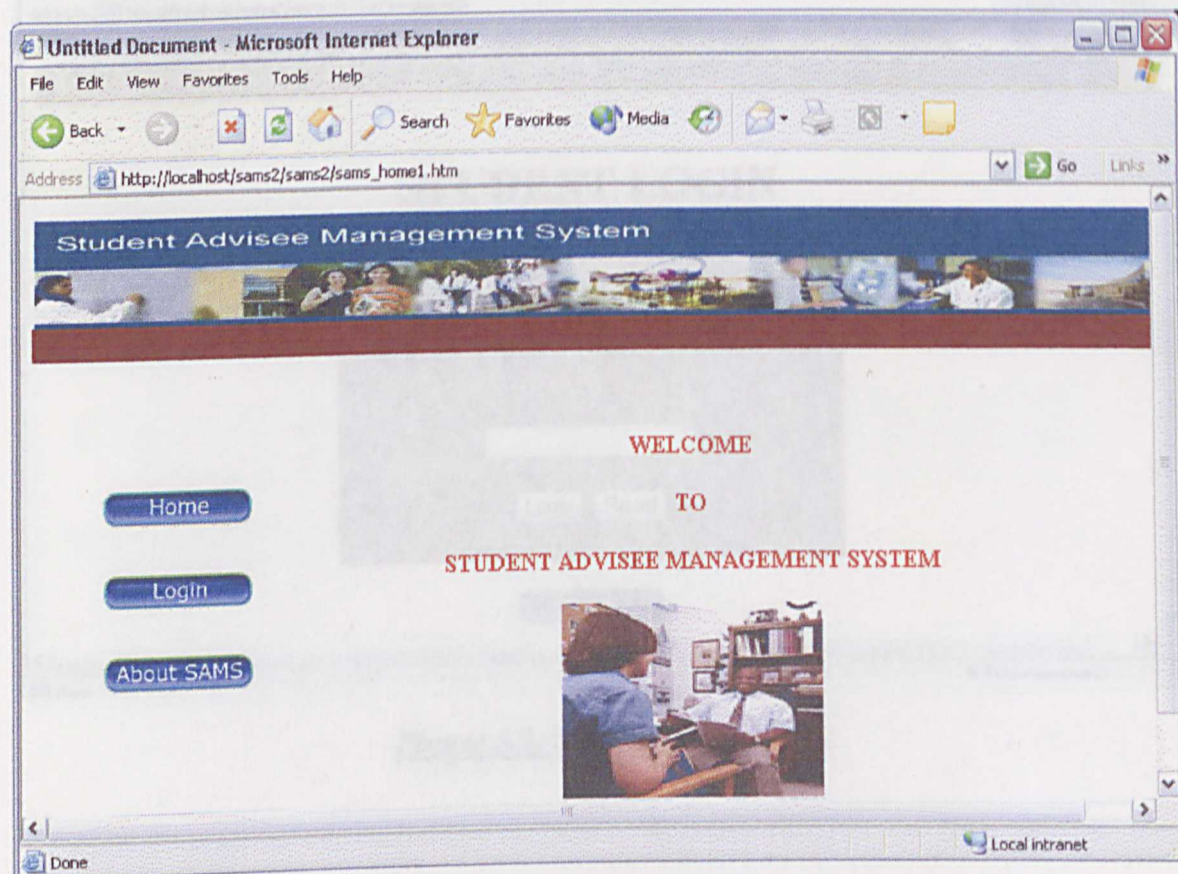 Untitled Document - Microsoft Internet Explorer
File Edit View Favorites Tools Help
Back Search Favorites Media
Address http://localhost/sams2/sams2/sams_home1.htm Go Links »
Student Advisee Management System
WELCOME
Home
TO
STUDENT ADVISEE MANAGEMENT SYSTEM
Login
About SAMS
Done Local intranet